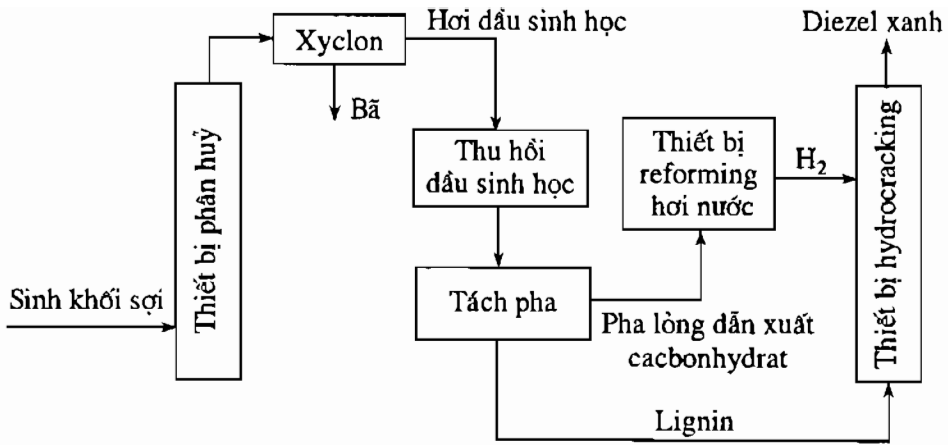 Hơi dầu sinh học
Diezel xanh
Xyclon
Bã
Thiết bị phân huỷ
Thu hồi
dầu sinh học
Thiết bị
reforming
hơi nước
H₂
Thiết bị hydrocracking
Sinh khối sợi
Tách pha
Pha lỏng dẫn xuất
cacbonhydrat
Lignin